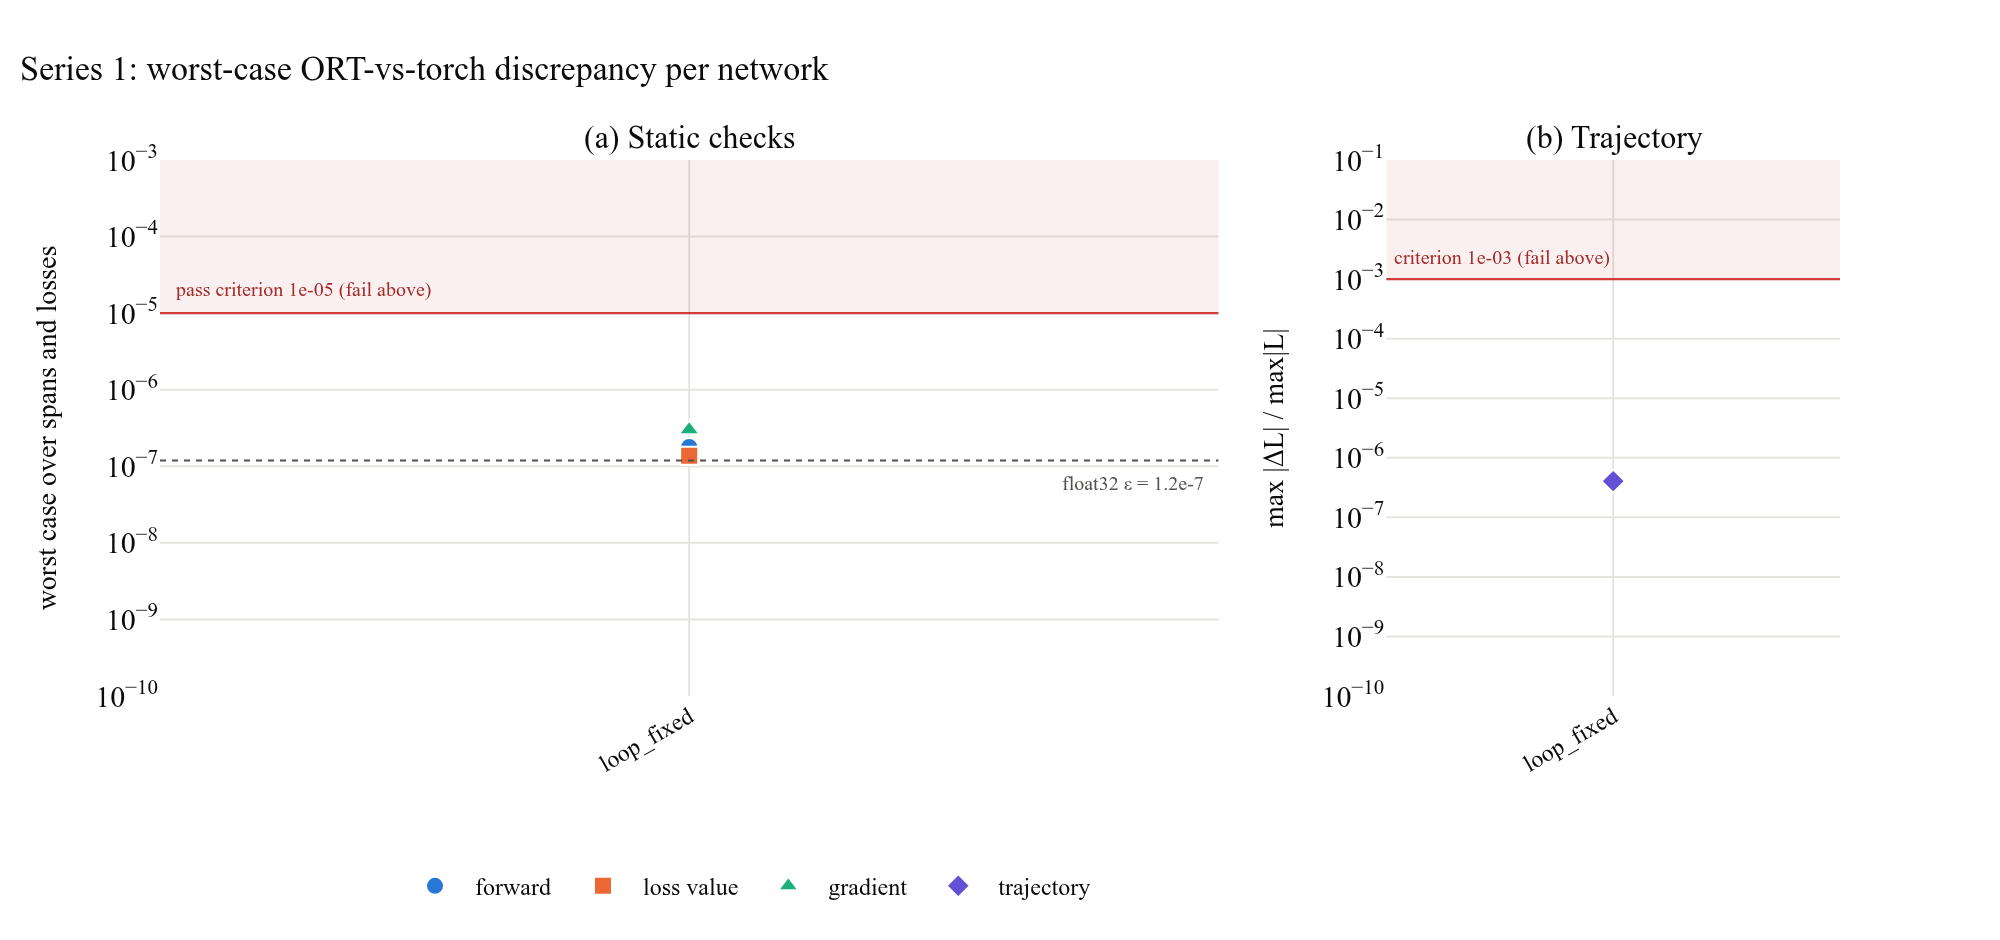 Series 1: worst-case ORT-vs-torch discrepancy per network
(a) Static checks
worst case over spans and losses
10⁻³
10⁻⁴
pass criterion 1e-05 (fail above)
10⁻⁵
10⁻⁶
10⁻⁷
float32 ε = 1.2e-7
10⁻⁸
10⁻⁹
10⁻¹⁰
loop_fixed
(b) Trajectory
max |ΔL| / max|L|
10⁻¹
10⁻²
criterion 1e-03 (fail above)
10⁻³
10⁻⁴
10⁻⁵
10⁻⁶
10⁻⁷
10⁻⁸
10⁻⁹
10⁻¹⁰
loop_fixed
forward
loss value
gradient
trajectory